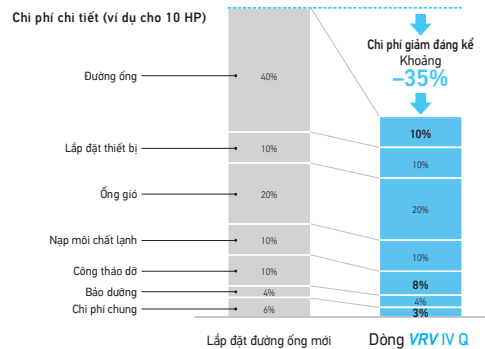 Chi phí chi tiết (ví dụ cho 10 HP)
Chi phí giảm đáng kể
Khoảng
–35%
Đường ống
40%
10%
Lắp đặt thiết bị
10%
10%
Ống gió
20%
20%
Nạp môi chất lạnh
10%
10%
Công tháo dỡ
10%
8%
Bảo dưỡng
4%
4%
Chi phí chung
6%
3%
Lắp đặt đường ống mới
Dòng VRV IV Q